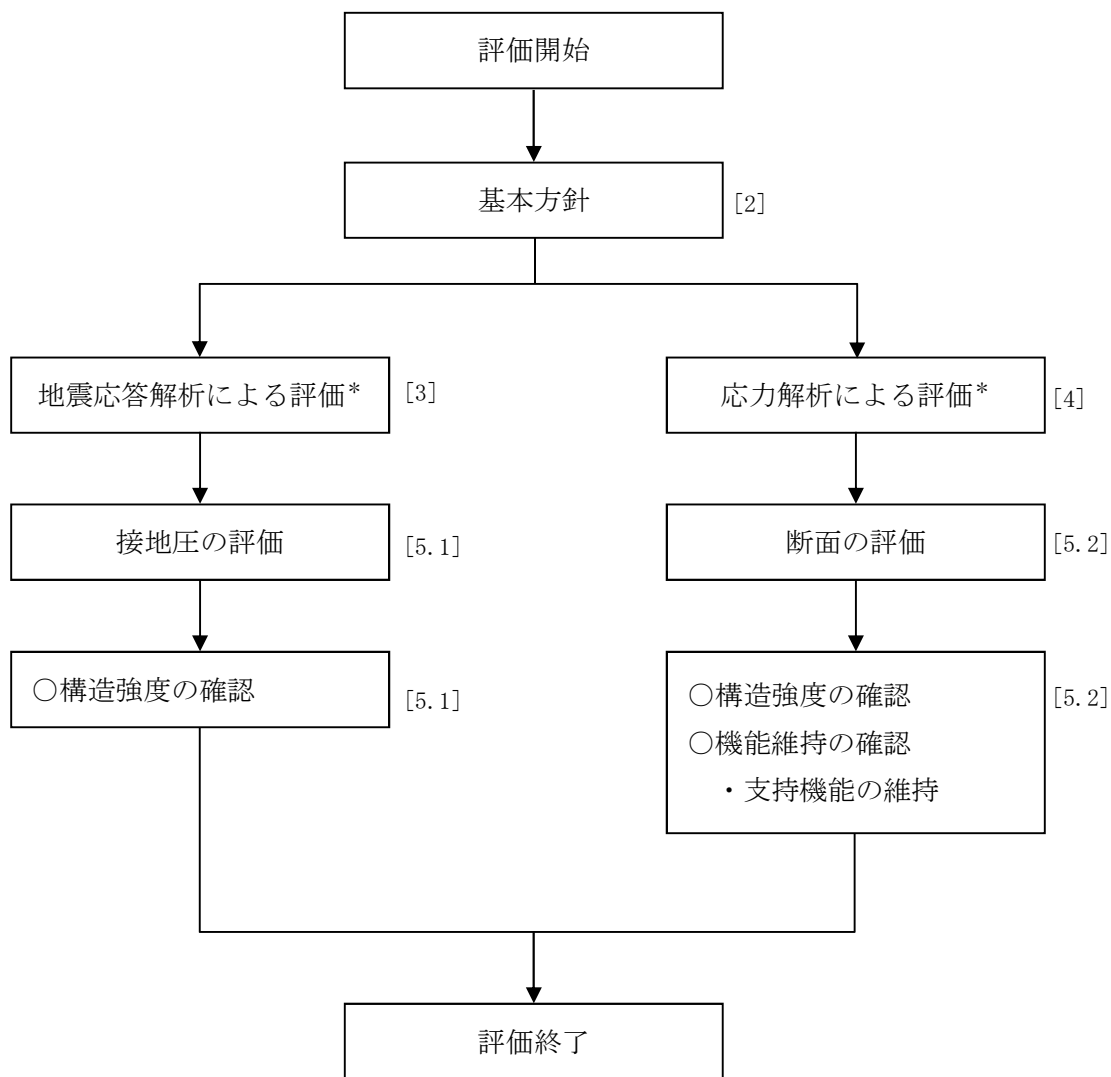 評価開始
基本方針
[2]
地震応答解析による評価*
[3]
応力解析による評価*
[4]
接地圧の評価
[5.1]
断面の評価
[5.2]
○構造強度の確認
[5.1]
○構造強度の確認
[5.2]
○機能維持の確認
・支持機能の維持
評価終了